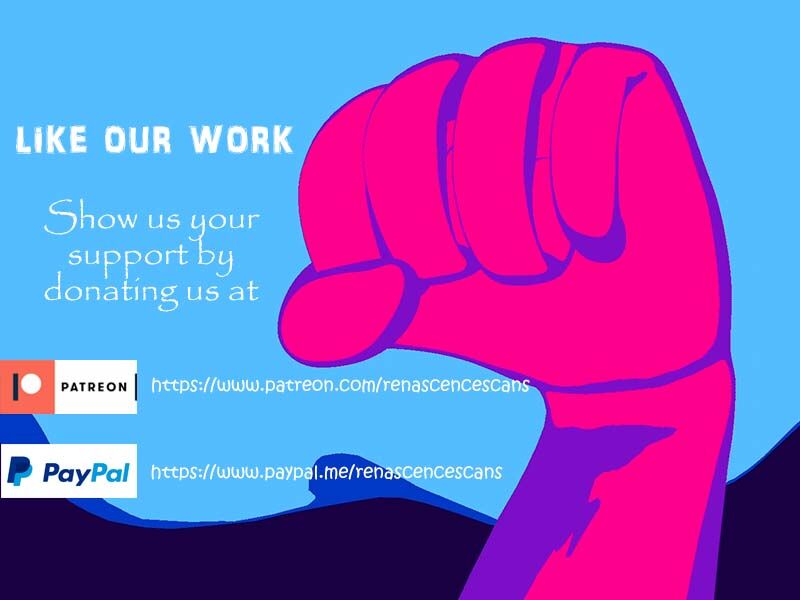 LIKE OUR WORK
Show us your
support by
donating us at
PATREON
https://www.patreon.com/renascencescans
PayPal
https://www.paypal.me/renascencescans